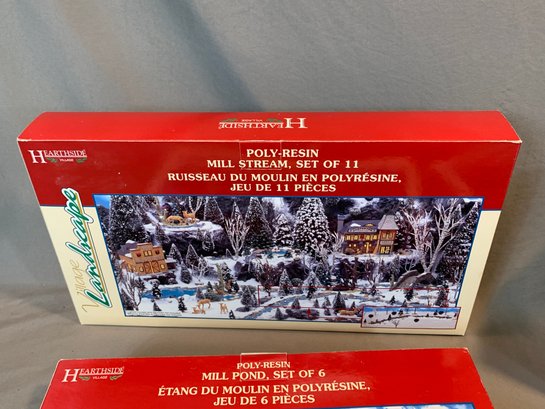 HEARTHSIDE
VILLAGE
HEARTHSIDE
VILLAGE
POLY-RESIN
MILL STREAM, SET OF 11
RUISSEAU DU MOULIN EN POLYRÉSINE,
JEU DE 11 PIÈCES
Village
Landscape
HEARTHSIDE
VILLAGE
POLY-RESIN
MILL POND, SET OF 6
ÉTANG DU MOULIN EN POLYRÉSINE,
JEU DE 6 PIÈCES